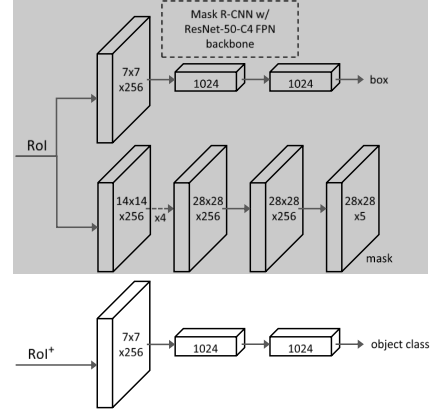 Mask R-CNN w/
ResNet-50-C4 FPN
backbone
7x7
x256
1024
1024
box
RoI
14x14
x256
x4
28x28
x256
28x28
x256
28x28
x5
mask
7x7
x256
1024
1024
object class
RoI+